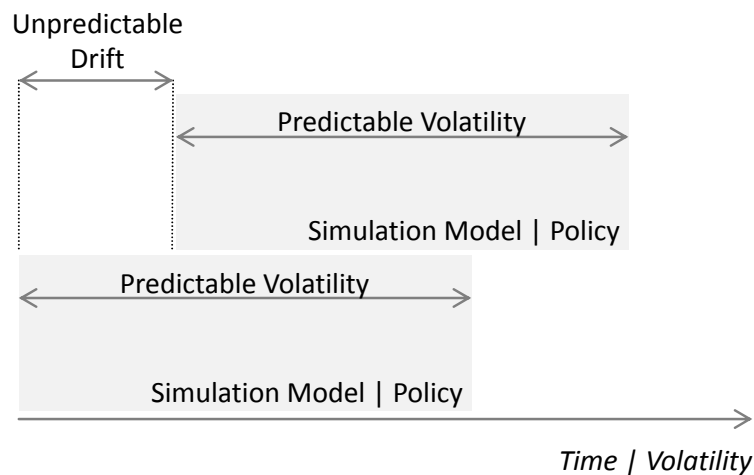 Unpredictable
Drift
Predictable Volatility
Simulation Model | Policy
Predictable Volatility
Simulation Model | Policy
Time | Volatility